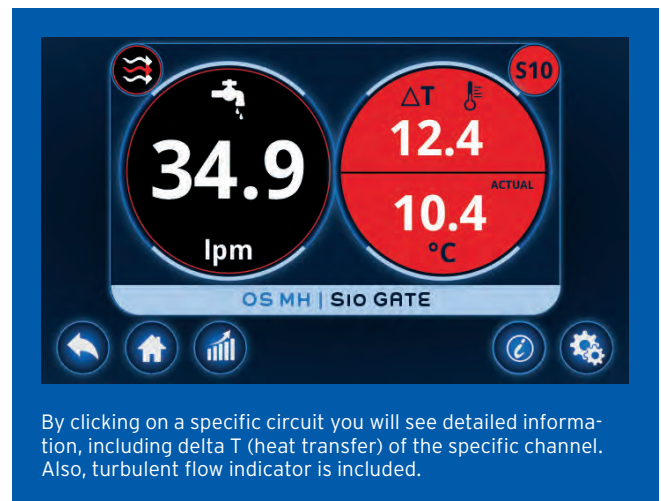 S10
△T
34.9
lpm
12.4
ACTUAL
10.4
°C
OS MH | S10 GATE
i
By clicking on a specific circuit you will see detailed informa-
tion, including delta T (heat transfer) of the specific channel.
Also, turbulent flow indicator is included.